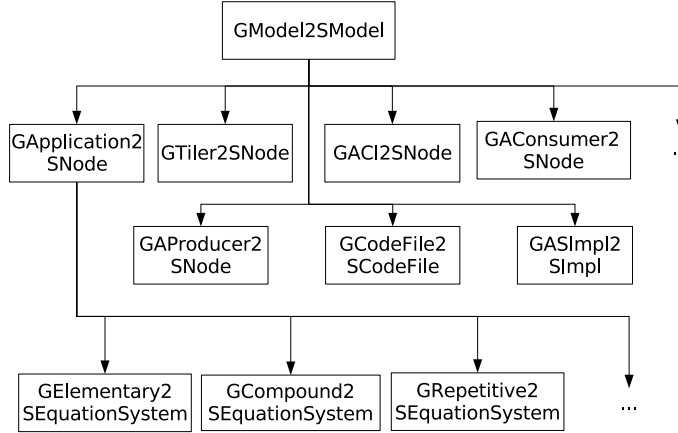 GModel2SModel
GApplication2
SNode
GTiler2SNode
GACI2SNode
GAConsumer2
SNode
..
GAProducer2
SNode
GCodeFile2
SCodeFile
GASImpl2
SImpl
GElementary2
SEquationSystem
GCompound2
SEquationSystem
GRepetitive2
SEquationSystem
...